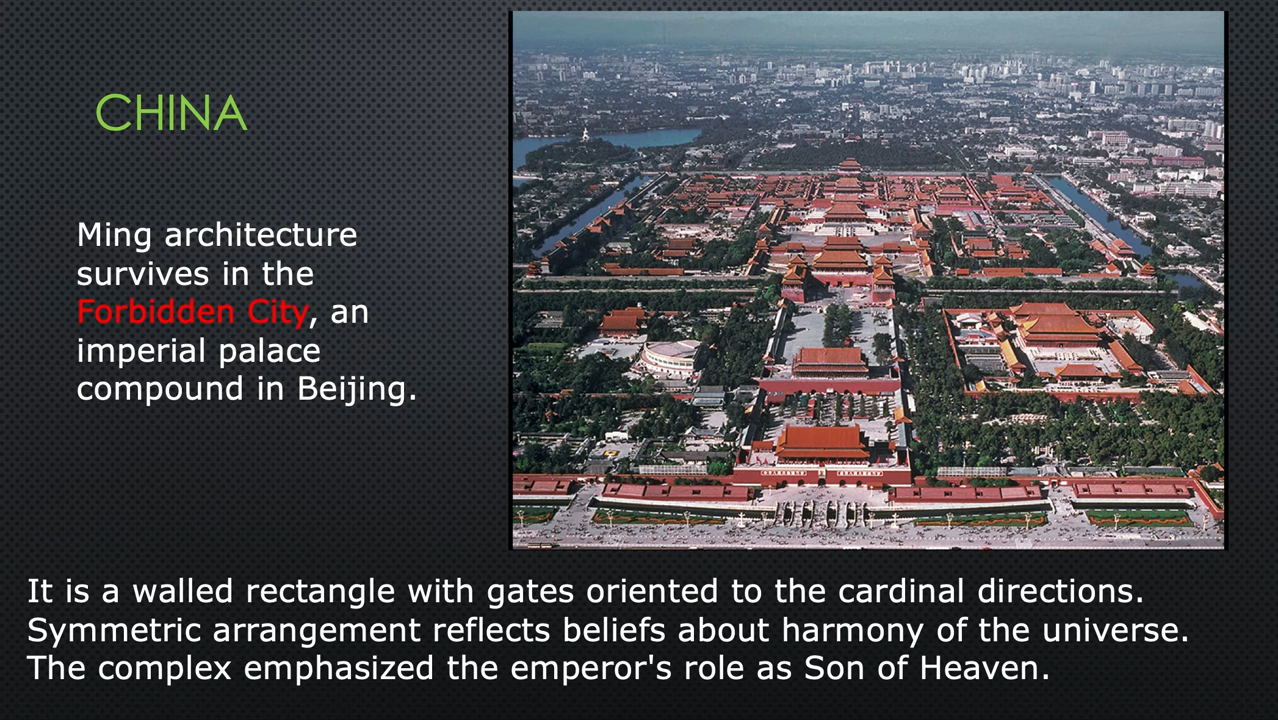 CHINA
Ming architecture
survives in the
Forbidden City, an
imperial palace
compound in Beijing.
It is a walled rectangle with gates oriented to the cardinal directions.
Symmetric arrangement reflects beliefs about harmony of the universe.
The complex emphasized the emperor's role as Son of Heaven.